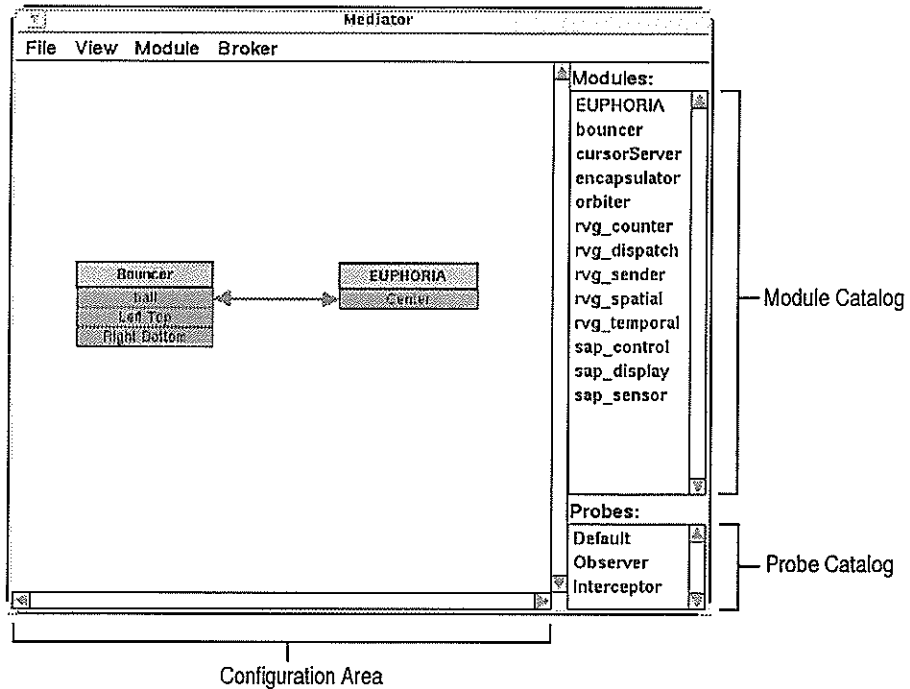 Mediator
File View Module Broker
Modules:
EUPHORIA
bouncer
cursorServer
encapsulator
orbiter
rvg_counter
rvg_dispatch
rvg_sender
rvg_spatial
rvg_temporal
sap_control
sap_display
sap_sensor
Bouncer
ball
Left Top
Right Bottom
EUPHORIA
Center
Module Catalog
Probes:
Default
Observer
Interceptor
Probe Catalog
Configuration Area